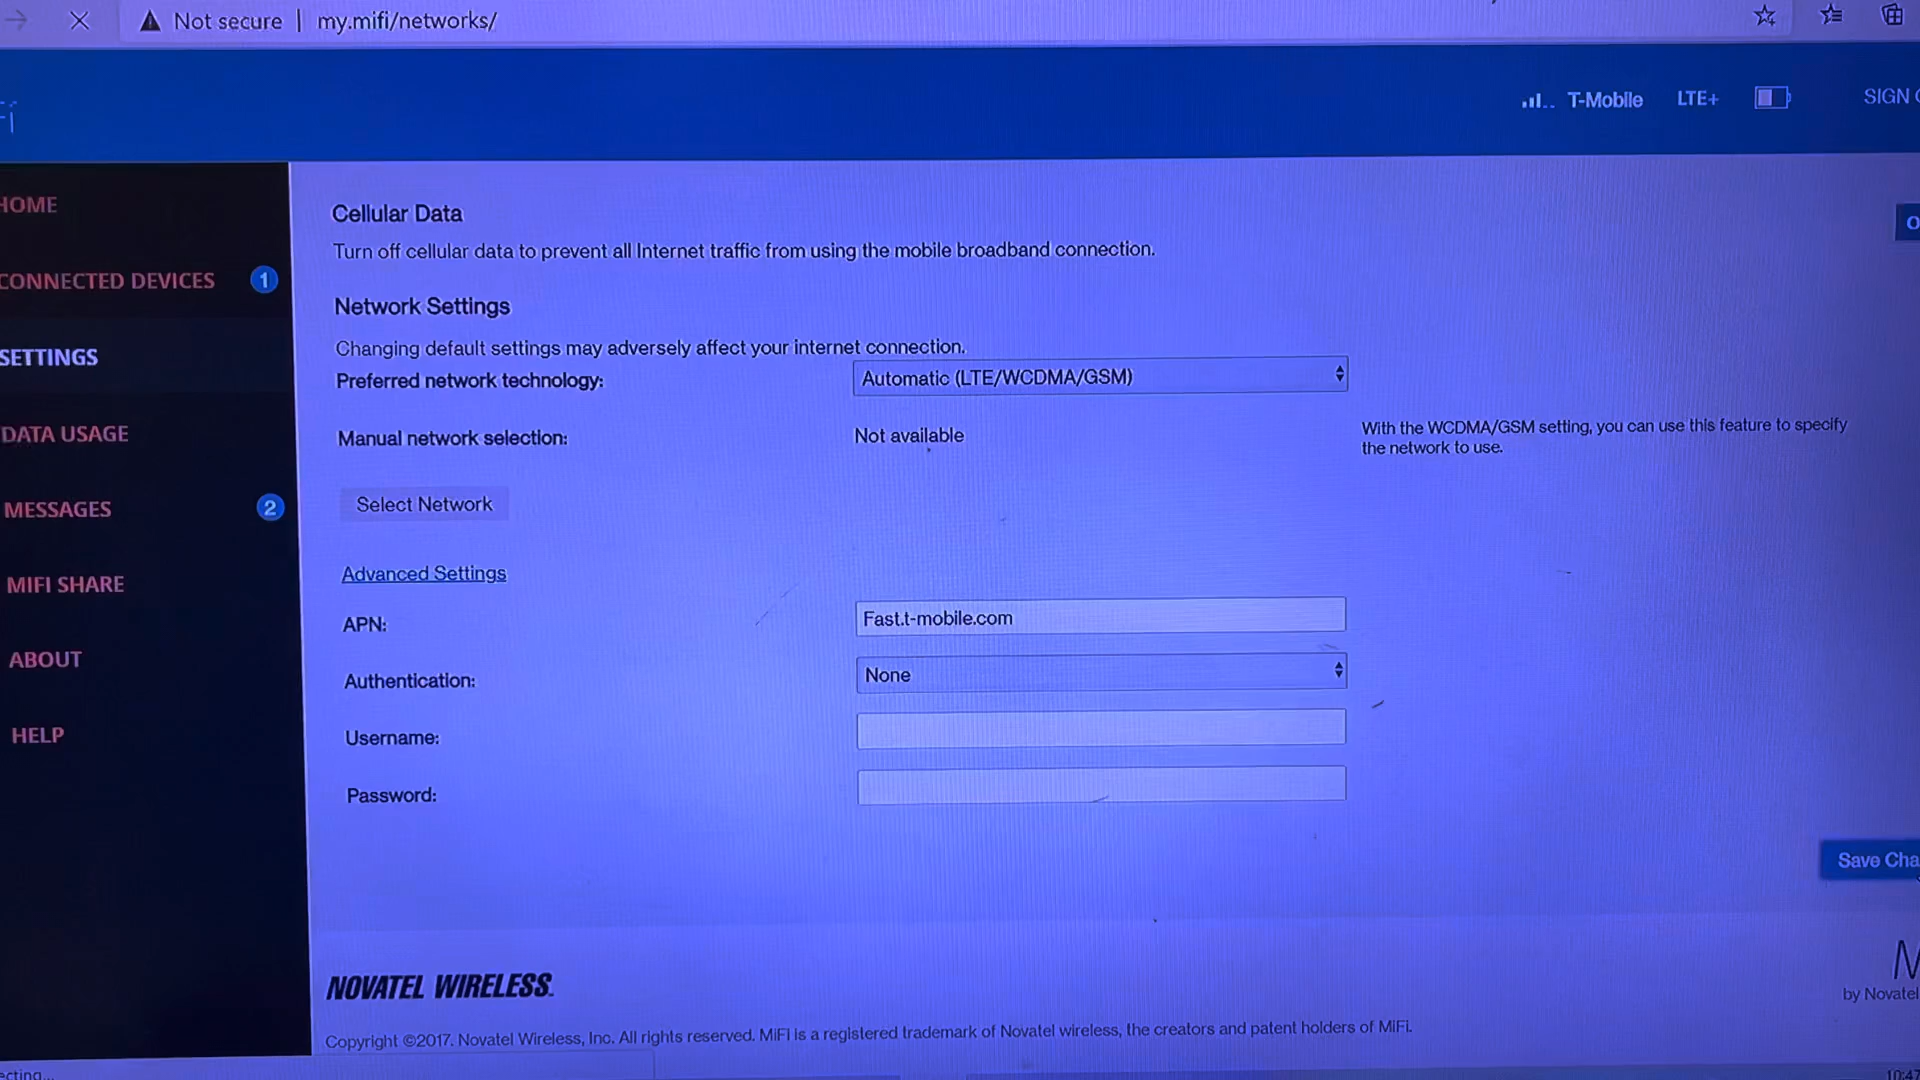 Not secure | my.mifi/networks/
T-Mobile LTE+ SIGN
HOME
CONNECTED DEVICES 1
SETTINGS
DATA USAGE
MESSAGES 2
MIFI SHARE
ABOUT
HELP
Cellular Data
Turn off cellular data to prevent all Internet traffic from using the mobile broadband connection.
Network Settings
Changing default settings may adversely affect your internet connection.
Preferred network technology: Automatic (LTE/WCDMA/GSM)
Manual network selection: Not available
With the WCDMA/GSM setting, you can use this feature to specify
the network to use.
Select Network
Advanced Settings
APN: Fast.t-mobile.com
Authentication: None
Username:
Password:
Save Cha
NOVATEL WIRELESS
by Novatel
Copyright ©2017. Novatel Wireless, Inc. All rights reserved. MiFi is a registered trademark of Novatel wireless, the creators and patent holders of MiFi.
10:47